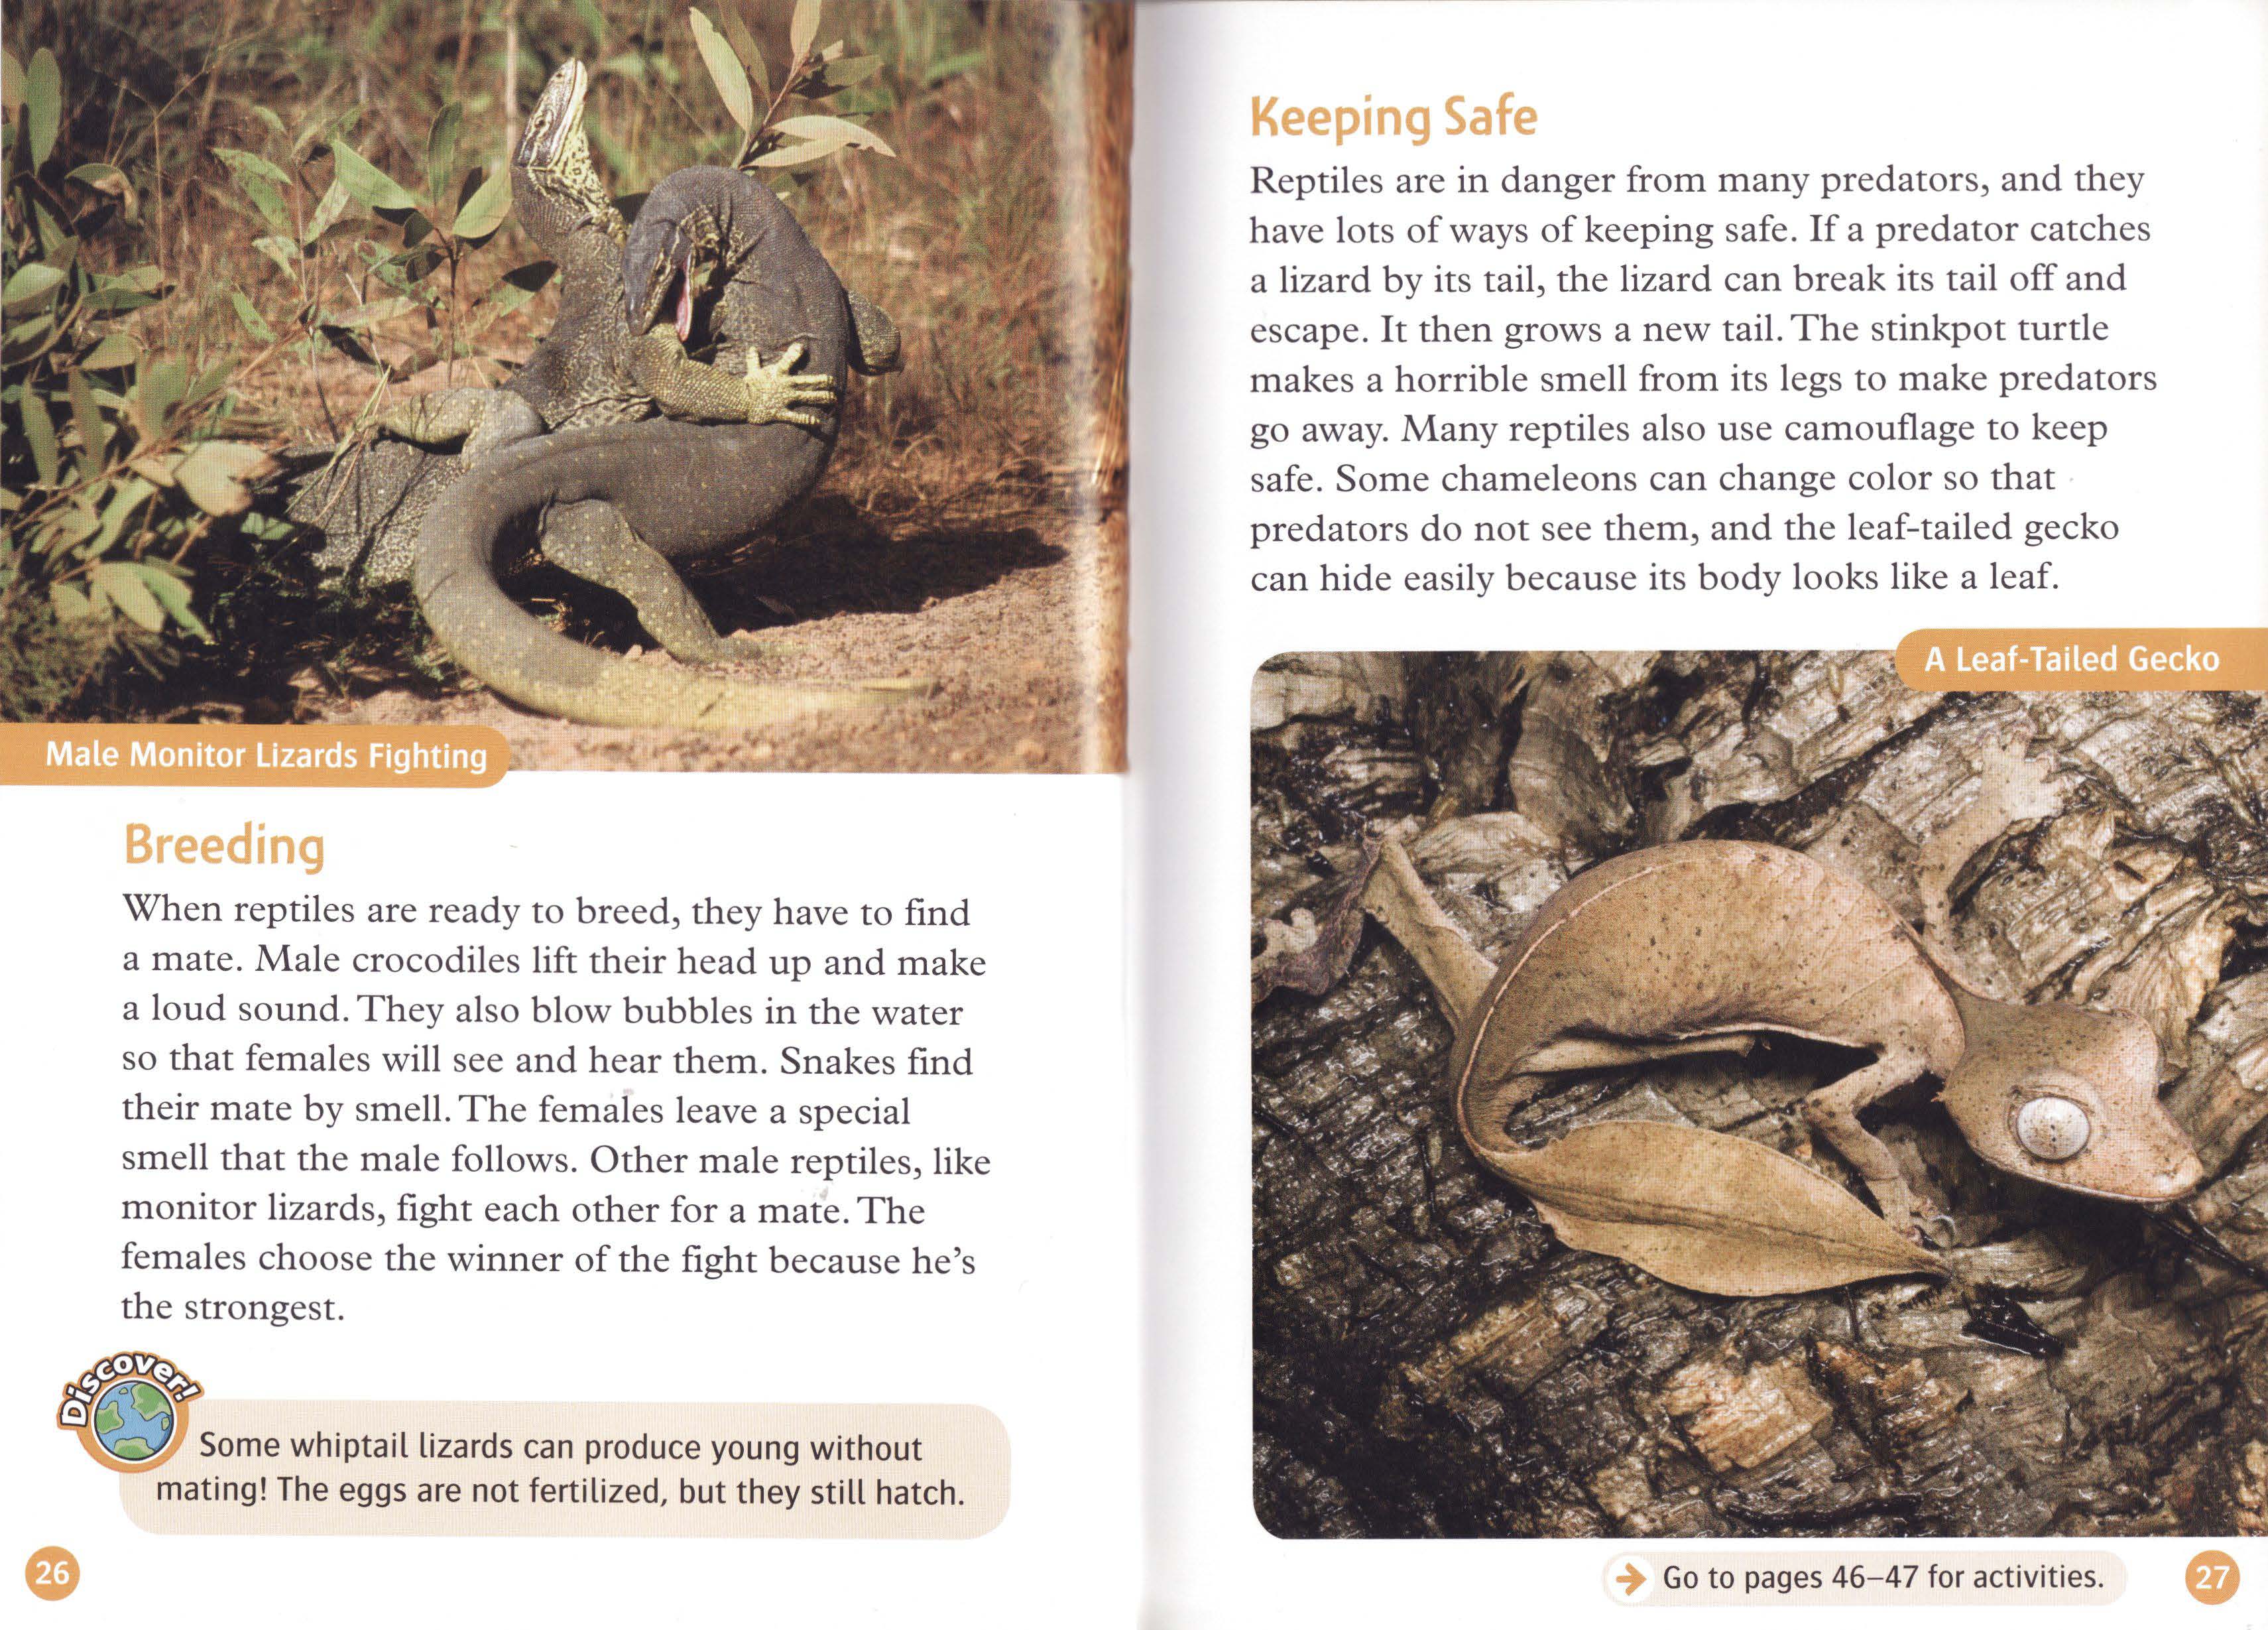 Male Monitor Lizards Fighting
Breeding
When reptiles are ready to breed, they have to find
a mate. Male crocodiles lift their head up and make
a loud sound. They also blow bubbles in the water
so that females will see and hear them. Snakes find
their mate by smell. The females leave a special
smell that the male follows. Other male reptiles, like
monitor lizards, fight each other for a mate. The
females choose the winner of the fight because he's
the strongest.
Discover!
Some whiptail lizards can produce young without
mating! The eggs are not fertilized, but they still hatch.
26
Keeping Safe
Reptiles are in danger from many predators, and they
have lots of ways of keeping safe. If a predator catches
a lizard by its tail, the lizard can break its tail off and
escape. It then grows a new tail. The stinkpot turtle
makes a horrible smell from its legs to make predators
go away. Many reptiles also use camouflage to keep
safe. Some chameleons can change color so that
predators do not see them, and the leaf-tailed gecko
can hide easily because its body looks like a leaf.
A Leaf-Tailed Gecko
Go to pages 46–47 for activities.
27